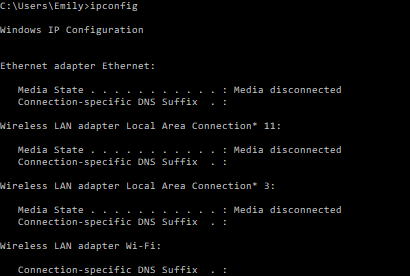 C:\Users\Emily>ipconfig
Windows IP Configuration
Ethernet adapter Ethernet:
   Media State . . . . . . . . . . . : Media disconnected
   Connection-specific DNS Suffix  . :
Wireless LAN adapter Local Area Connection* 11:
   Media State . . . . . . . . . . . : Media disconnected
   Connection-specific DNS Suffix  . :
Wireless LAN adapter Local Area Connection* 3:
   Media State . . . . . . . . . . . : Media disconnected
   Connection-specific DNS Suffix  . :
Wireless LAN adapter Wi-Fi:
   Connection-specific DNS Suffix  . :